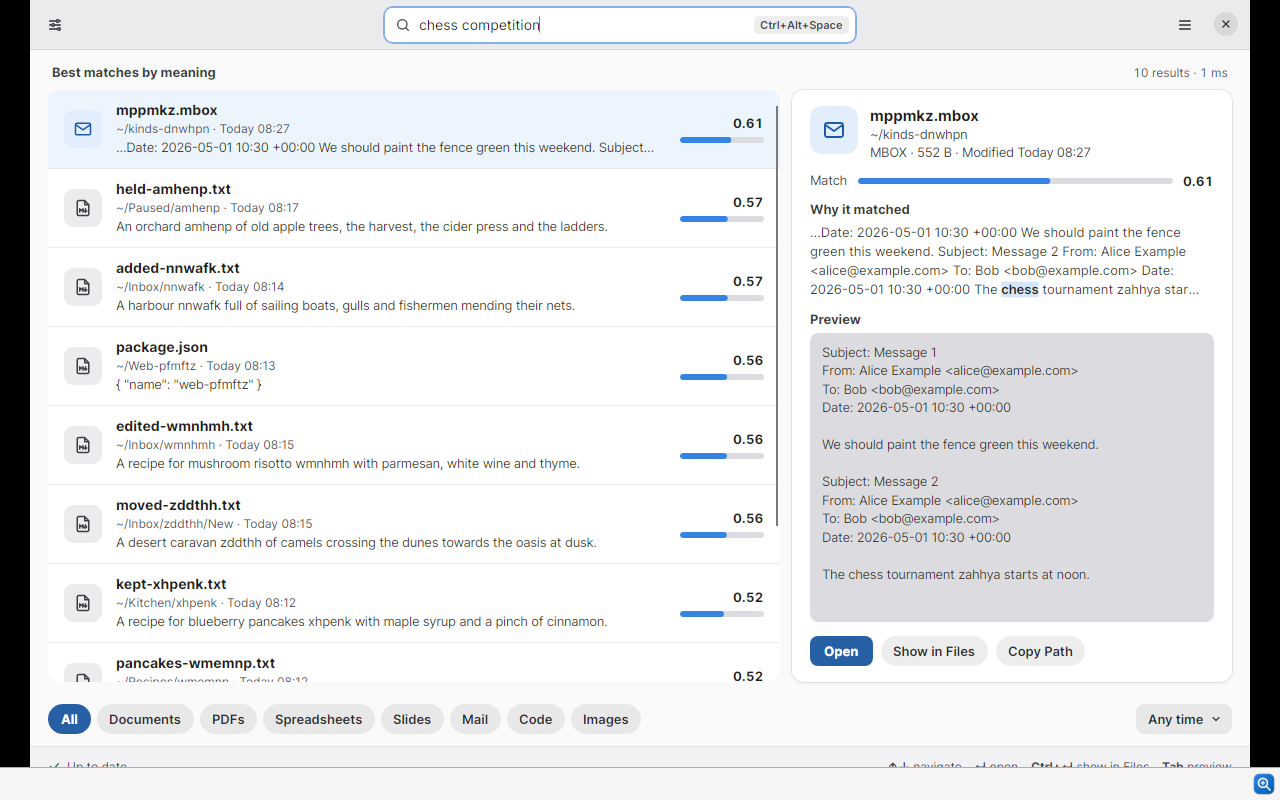 chess competition
Ctrl+Alt+Space
Best matches by meaning
10 results · 1 ms
mppmkz.mbox
~/kinds-dnwhpn · Today 08:27
...Date: 2026-05-01 10:30 +00:00 We should paint the fence green this weekend. Subject...
0.61
held-amhenp.txt
~/Paused/amhenp · Today 08:17
An orchard amhenp of old apple trees, the harvest, the cider press and the ladders.
0.57
added-nnwafk.txt
~/Inbox/nnwafk · Today 08:14
A harbour nnwafk full of sailing boats, gulls and fishermen mending their nets.
0.57
package.json
~/Web-pfmftz · Today 08:13
{ "name": "web-pfmftz" }
0.56
edited-wmnhmh.txt
~/Inbox/wmnhmh · Today 08:15
A recipe for mushroom risotto wmnhmh with parmesan, white wine and thyme.
0.56
moved-zddthh.txt
~/Inbox/zddthh/New · Today 08:15
A desert caravan zddthh of camels crossing the dunes towards the oasis at dusk.
0.56
kept-xhpenk.txt
~/Kitchen/xhpenk · Today 08:12
A recipe for blueberry pancakes xhpenk with maple syrup and a pinch of cinnamon.
0.52
pancakes-wmemnp.txt
~/Recipes/wmemnp · Today 08:12
0.52
mppmkz.mbox
~/kinds-dnwhpn
MBOX · 552 B · Modified Today 08:27
Match
0.61
Why it matched
...Date: 2026-05-01 10:30 +00:00 We should paint the fence
green this weekend. Subject: Message 2 From: Alice Example
<alice@example.com> To: Bob <bob@example.com> Date:
2026-05-01 10:30 +00:00 The chess tournament zahhya star...
Preview
Subject: Message 1
From: Alice Example <alice@example.com>
To: Bob <bob@example.com>
Date: 2026-05-01 10:30 +00:00
We should paint the fence green this weekend.
Subject: Message 2
From: Alice Example <alice@example.com>
To: Bob <bob@example.com>
Date: 2026-05-01 10:30 +00:00
The chess tournament zahhya starts at noon.
Open
Show in Files
Copy Path
All
Documents
PDFs
Spreadsheets
Slides
Mail
Code
Images
Any time
Up to date
navigate
open
Ctrl+↵ show in Files
Tab preview